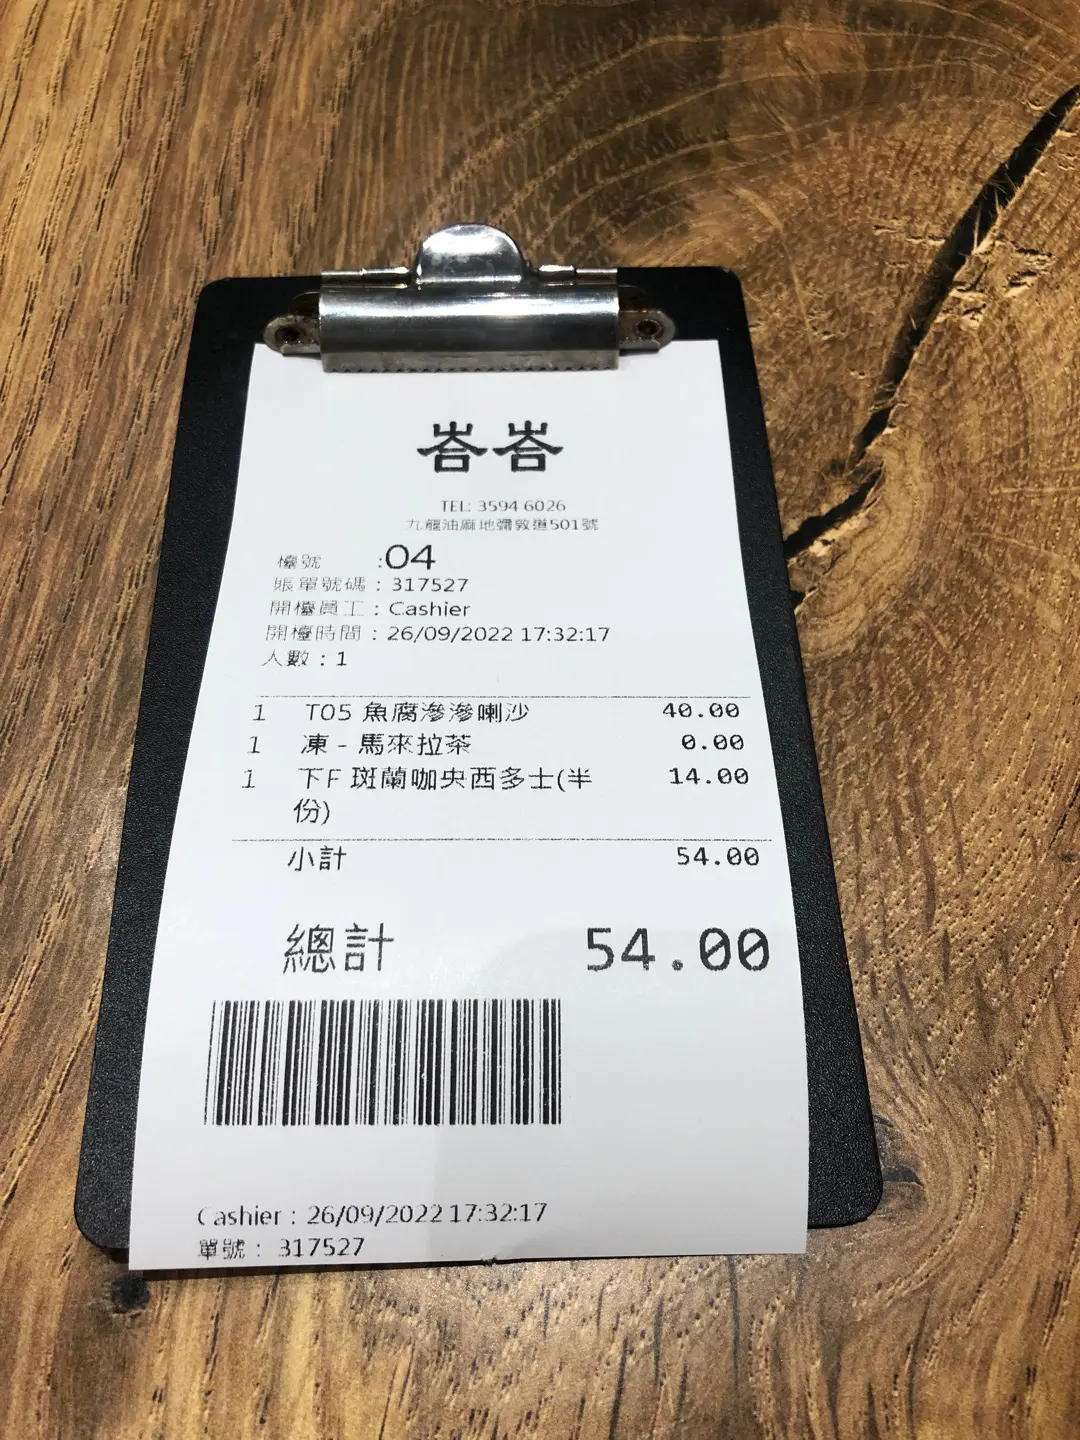 峇峇
TEL: 3594 6026
九龍油麻地彌敦道501號
檯號 :04
賬單號碼 : 317527
開檯員工 : Cashier
開檯時間 : 26/09/2022 17:32:17
人數 : 1
1 T05 魚腐滲滲喇沙 40.00
1 凍 - 馬來拉茶 0.00
1 下F 斑蘭咖央西多士(半 14.00
份)
小計 54.00
總計 54.00
Cashier : 26/09/2022 17:32:17
單號 : 317527